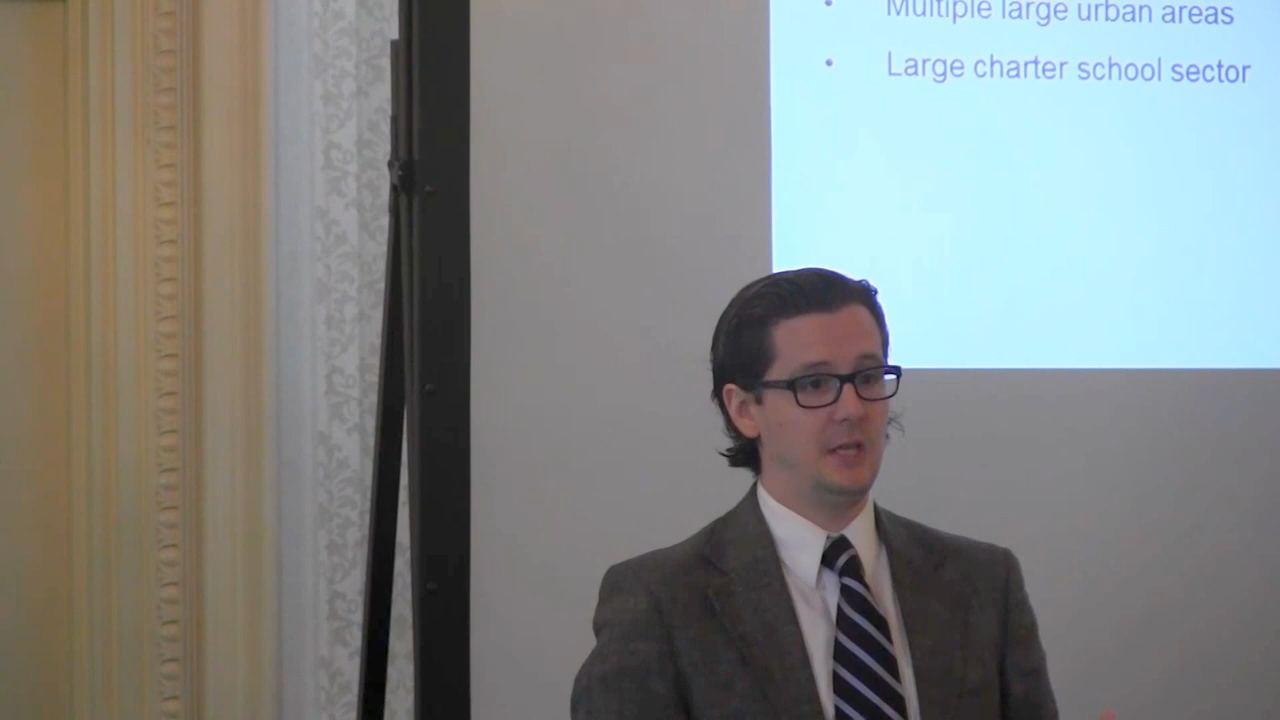 • Multiple large urban areas
• Large charter school sector